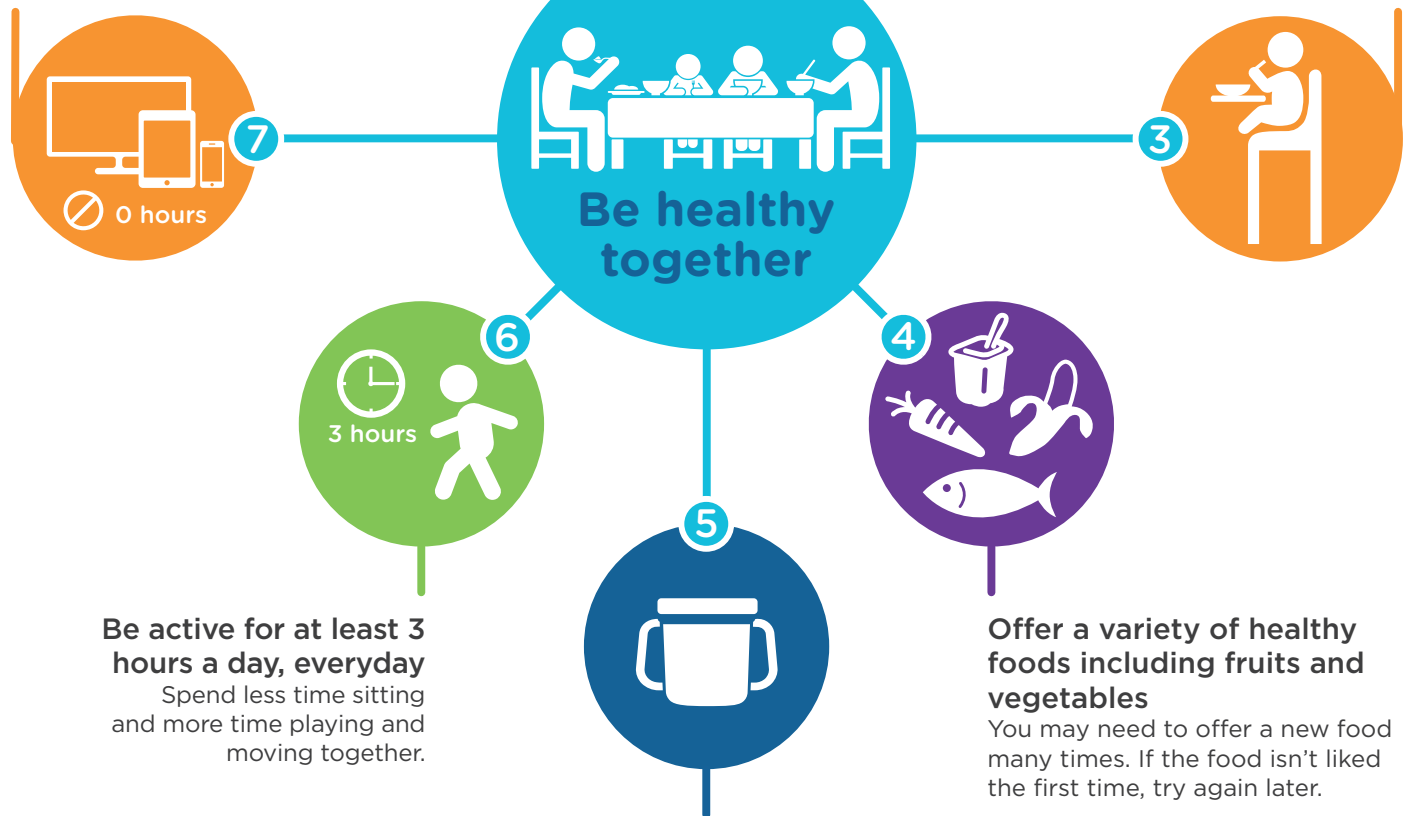 7
0 hours
Be healthy
together
3
6
3 hours
4
5
Be active for at least 3
hours a day, everyday
Spend less time sitting
and more time playing and
moving together.
Offer a variety of healthy
foods including fruits and
vegetables
You may need to offer a new food
many times. If the food isn’t liked
the first time, try again later.